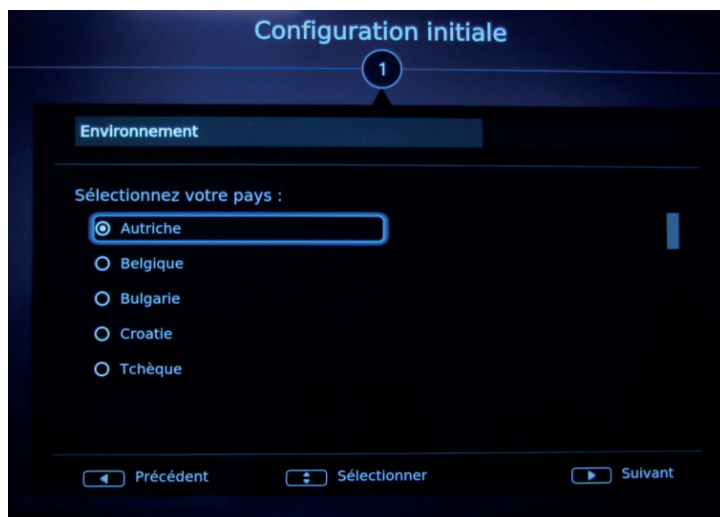 Configuration initiale
1
Environnement
Sélectionnez votre pays :
Autriche
Belgique
Bulgarie
Croatie
Tchèque
Précédent Sélectionner Suivant